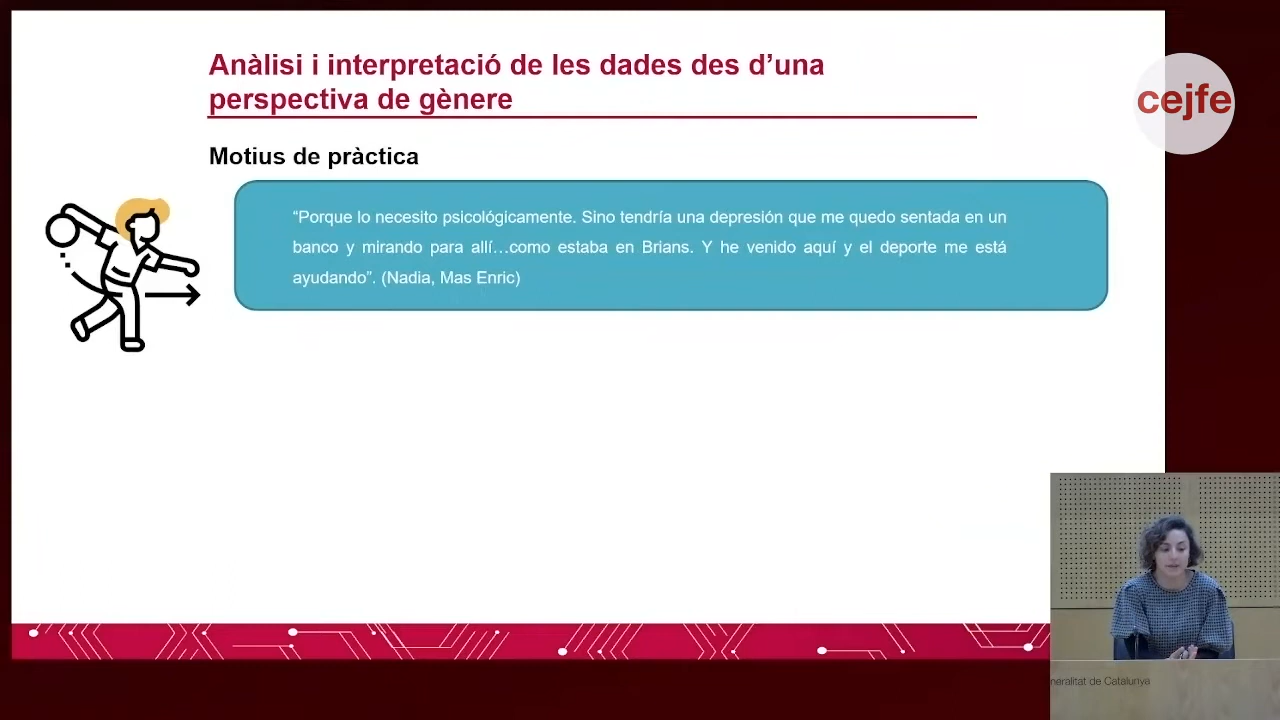 Anàlisi i interpretació de les dades des d’una
perspectiva de gènere
cejfe
Motius de pràctica
“Porque lo necesito psicológicamente. Sino tendría una depresión que me quedo sentada en un
banco y mirando para allí…como estaba en Brians. Y he venido aquí y el deporte me está
ayudando”. (Nadia, Mas Enric)
neralitat de Catalunya